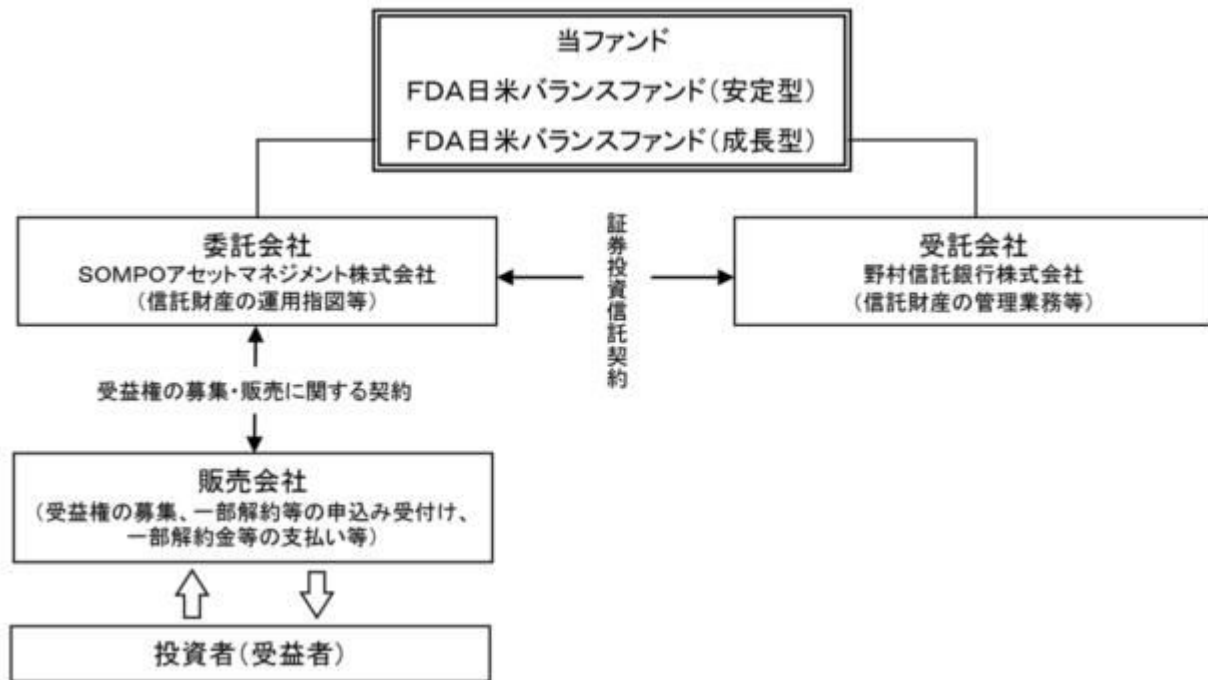 当ファンド
FDA日米バランスファンド(安定型)
FDA日米バランスファンド(成長型)
委託会社
SOMPOアセットマネジメント株式会社
(信託財産の運用指図等)
証券投資信託契約
受託会社
野村信託銀行株式会社
(信託財産の管理業務等)
受益権の募集・販売に関する契約
販売会社
(受益権の募集、一部解約等の申込み受付け、
一部解約金等の支払い等)
投資者(受益者)